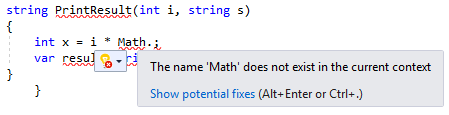 string PrintResult(int i, string s)
{
int x = i * Math.;
var resul
The name 'Math' does not exist in the current context
}
Show potential fixes (Alt+Enter or Ctrl+.)
}